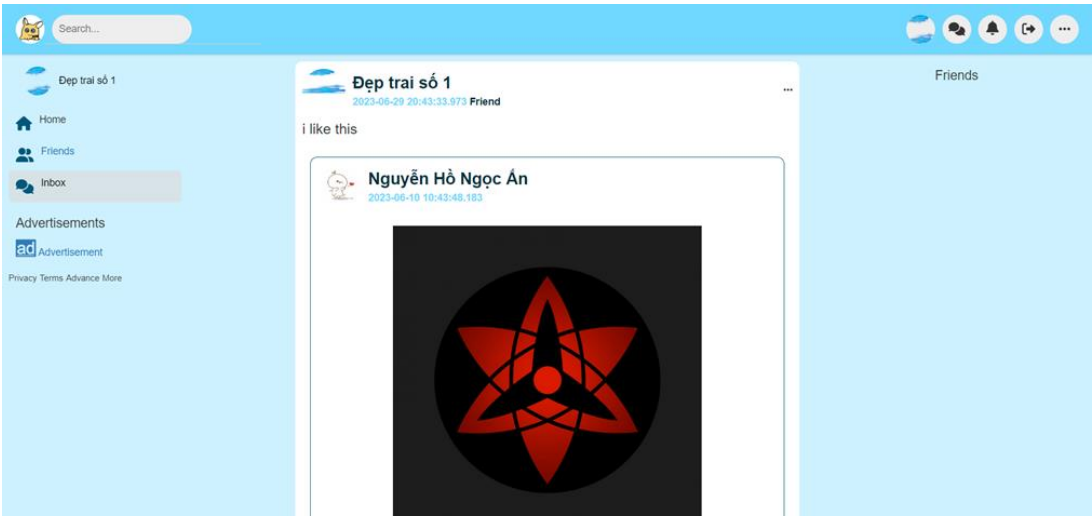 Search...
Đẹp trai số 1
Home
Friends
Inbox
Advertisements
ad Advertisement
Privacy Terms Advance More
Đẹp trai số 1
2023-06-29 20:43:33.973 Friend
i like this
Nguyễn Hồ Ngọc Ấn
2023-06-10 10:43:48.183
Friends